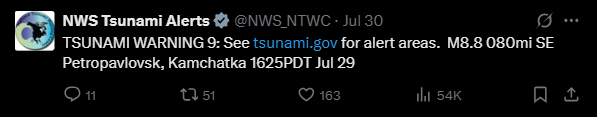 NWS Tsunami Alerts @NWS_NTWC · Jul 30
TSUNAMI WARNING 9: See tsunami.gov for alert areas. M8.8 080mi SE
Petropavlovsk, Kamchatka 1625PDT Jul 29
11 51 163 54K